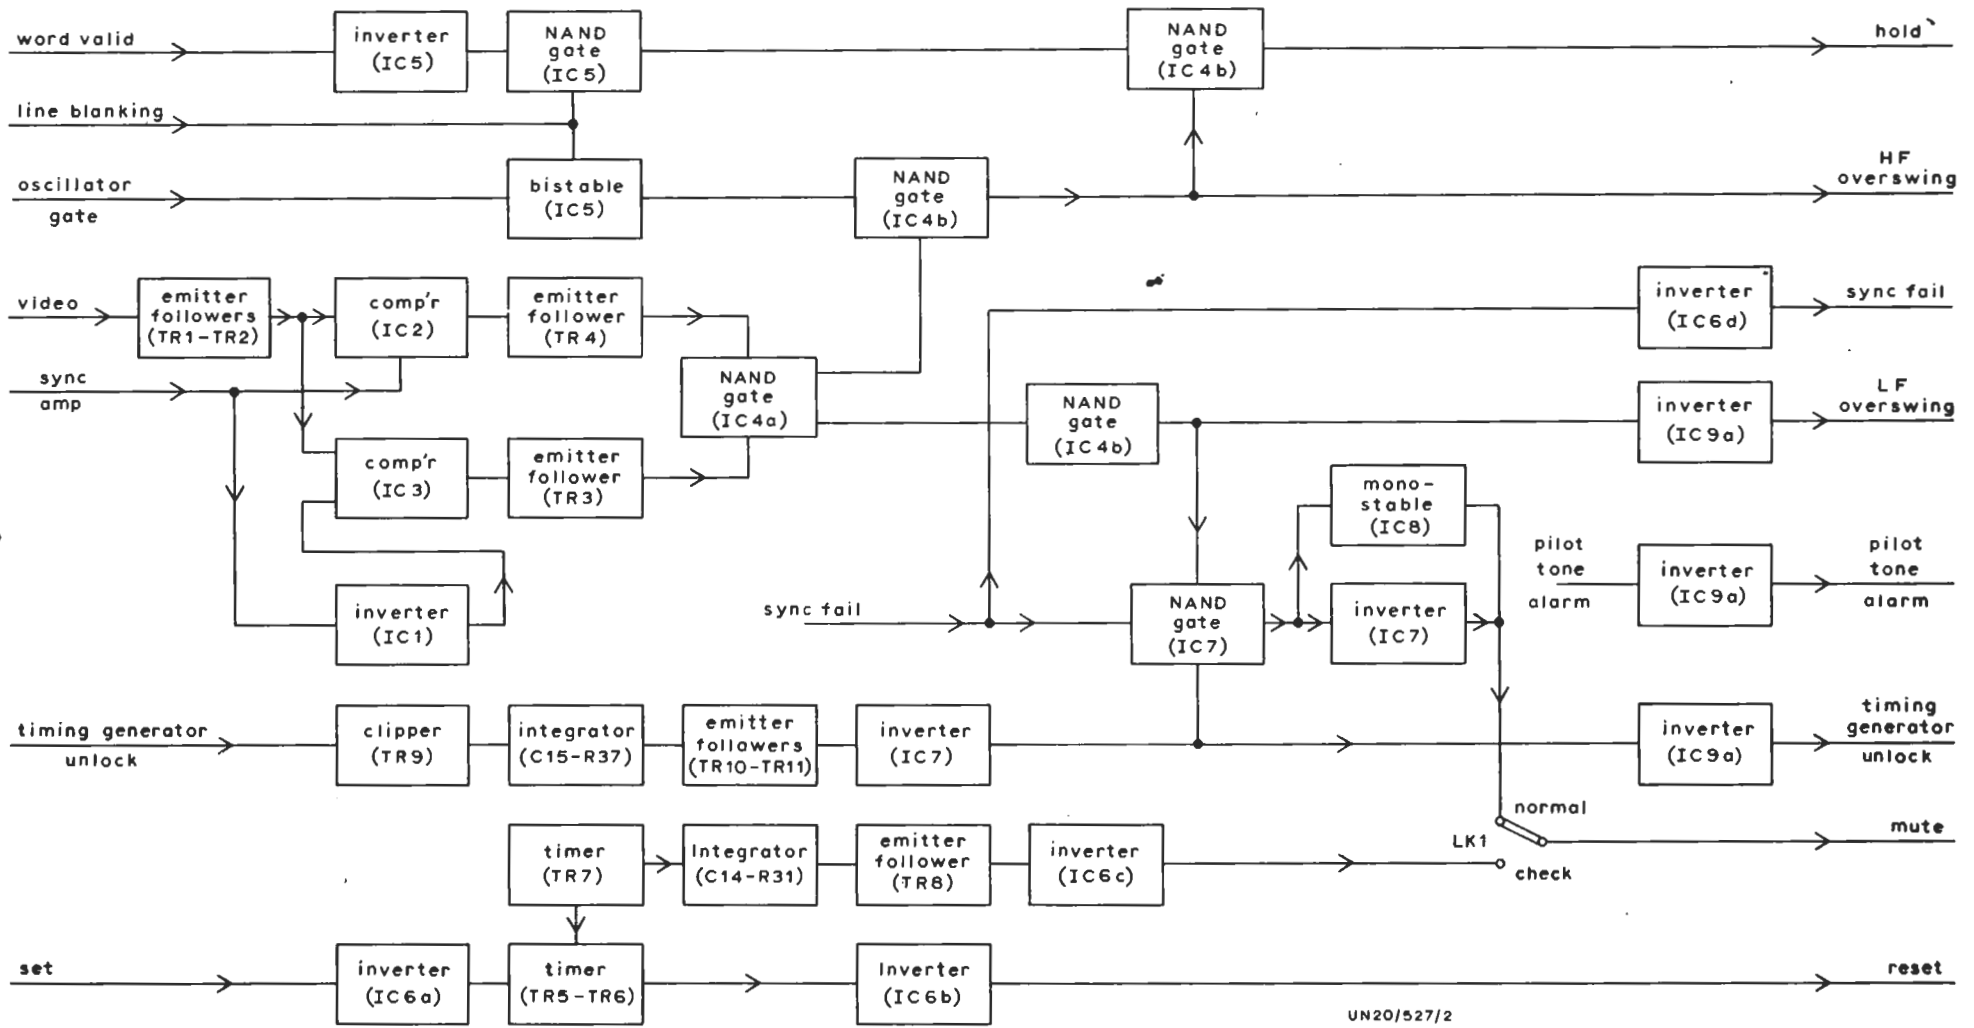 word valid
inverter
(IC5)
NAND
gate
(IC5)
NAND
gate
(IC4b)
hold
line blanking
oscillator
gate
bistable
(IC5)
NAND
gate
(IC4b)
HF
overswing
video
emitter
followers
(TR1-TR2)
comp'r
(IC2)
emitter
follower
(TR4)
inverter
(IC6d)
sync fail
sync
amp
NAND
gate
(IC4a)
NAND
gate
(IC4b)
inverter
(IC9a)
LF
overswing
comp'r
(IC3)
emitter
follower
(TR3)
mono-
stable
(IC8)
pilot
tone
alarm
inverter
(IC9a)
pilot
tone
alarm
inverter
(IC1)
sync fail
NAND
gate
(IC7)
inverter
(IC7)
timing generator
unlock
clipper
(TR9)
integrator
(C15-R37)
emitter
followers
(TR10-TR11)
inverter
(IC7)
inverter
(IC9a)
timing
generator
unlock
normal
LK1
check
mute
timer
(TR7)
Integrator
(C14-R31)
emitter
follower
(TR8)
inverter
(IC6c)
set
inverter
(IC6a)
timer
(TR5-TR6)
Inverter
(IC6b)
reset
UN20/527/2